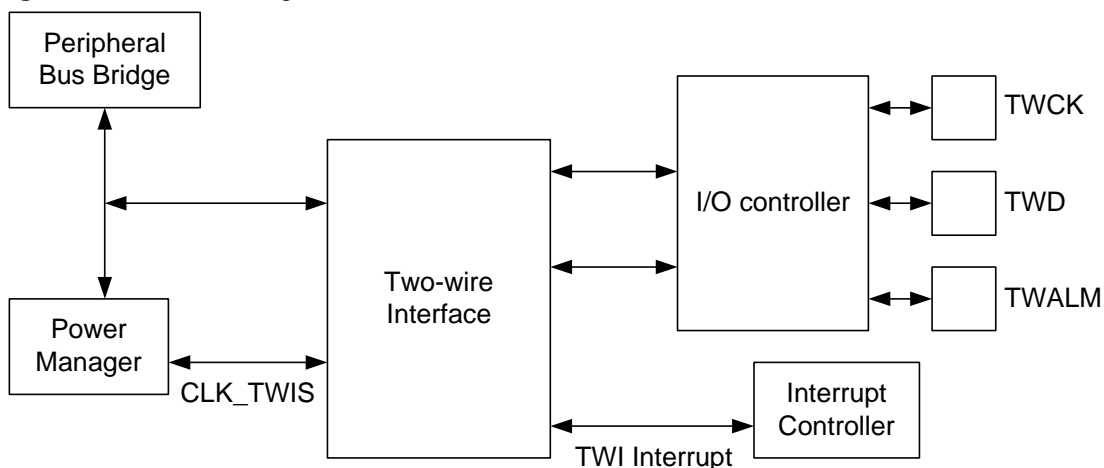 Peripheral
Bus Bridge
TWCK
I/O controller
TWD
Two-wire
Interface
TWALM
Power
Manager
CLK_TWIS
Interrupt
Controller
TWI Interrupt